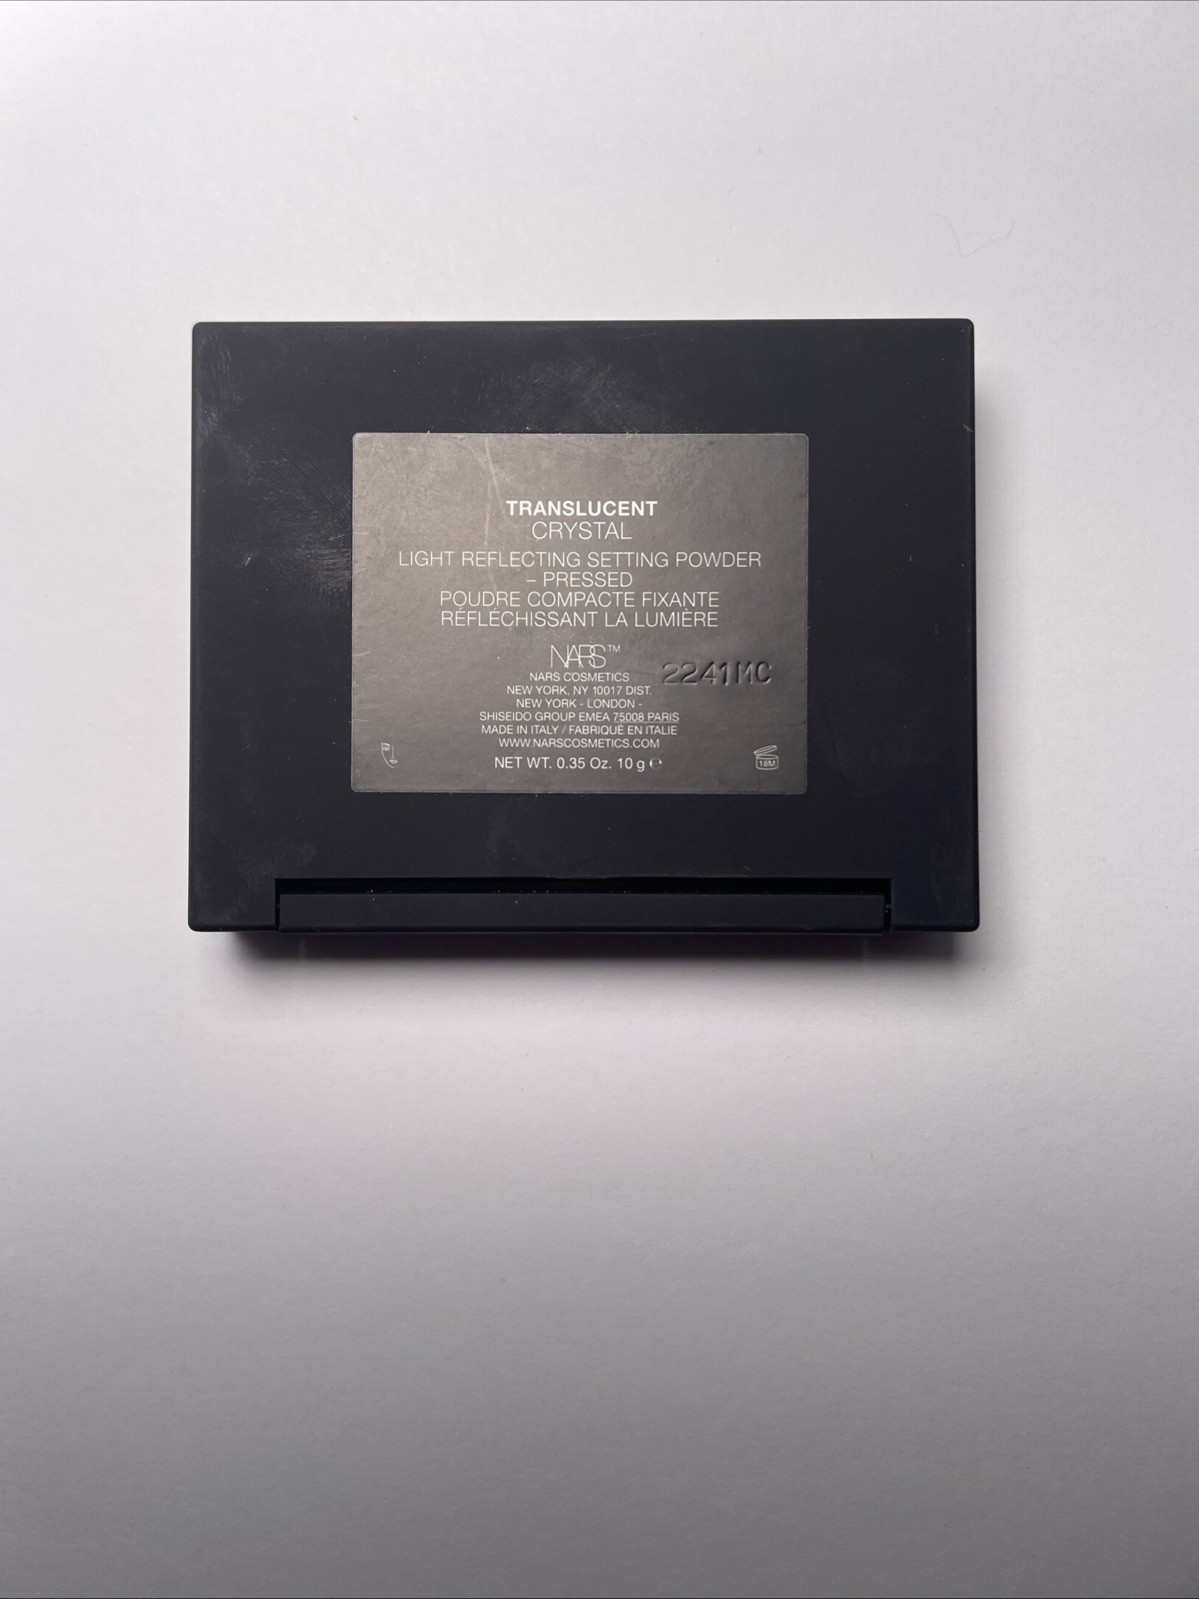 TRANSLUCENT
CRYSTAL
LIGHT REFLECTING SETTING POWDER
– PRESSED
POUDRE COMPACTE FIXANTE
RÉFLÉCHISSANT LA LUMIÈRE
NARS™
NARS COSMETICS
2241MC
NEW YORK, NY 10017 DIST.
NEW YORK - LONDON -
SHISEIDO GROUP EMEA 75008 PARIS
MADE IN ITALY / FABRIQUÉ EN ITALIE
WWW.NARSCOSMETICS.COM
NET WT. 0.35 Oz. 10 g ℮
18M